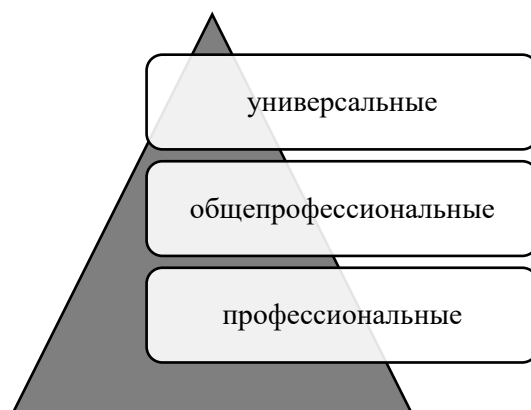 универсальные
общепрофессиональные
профессиональные